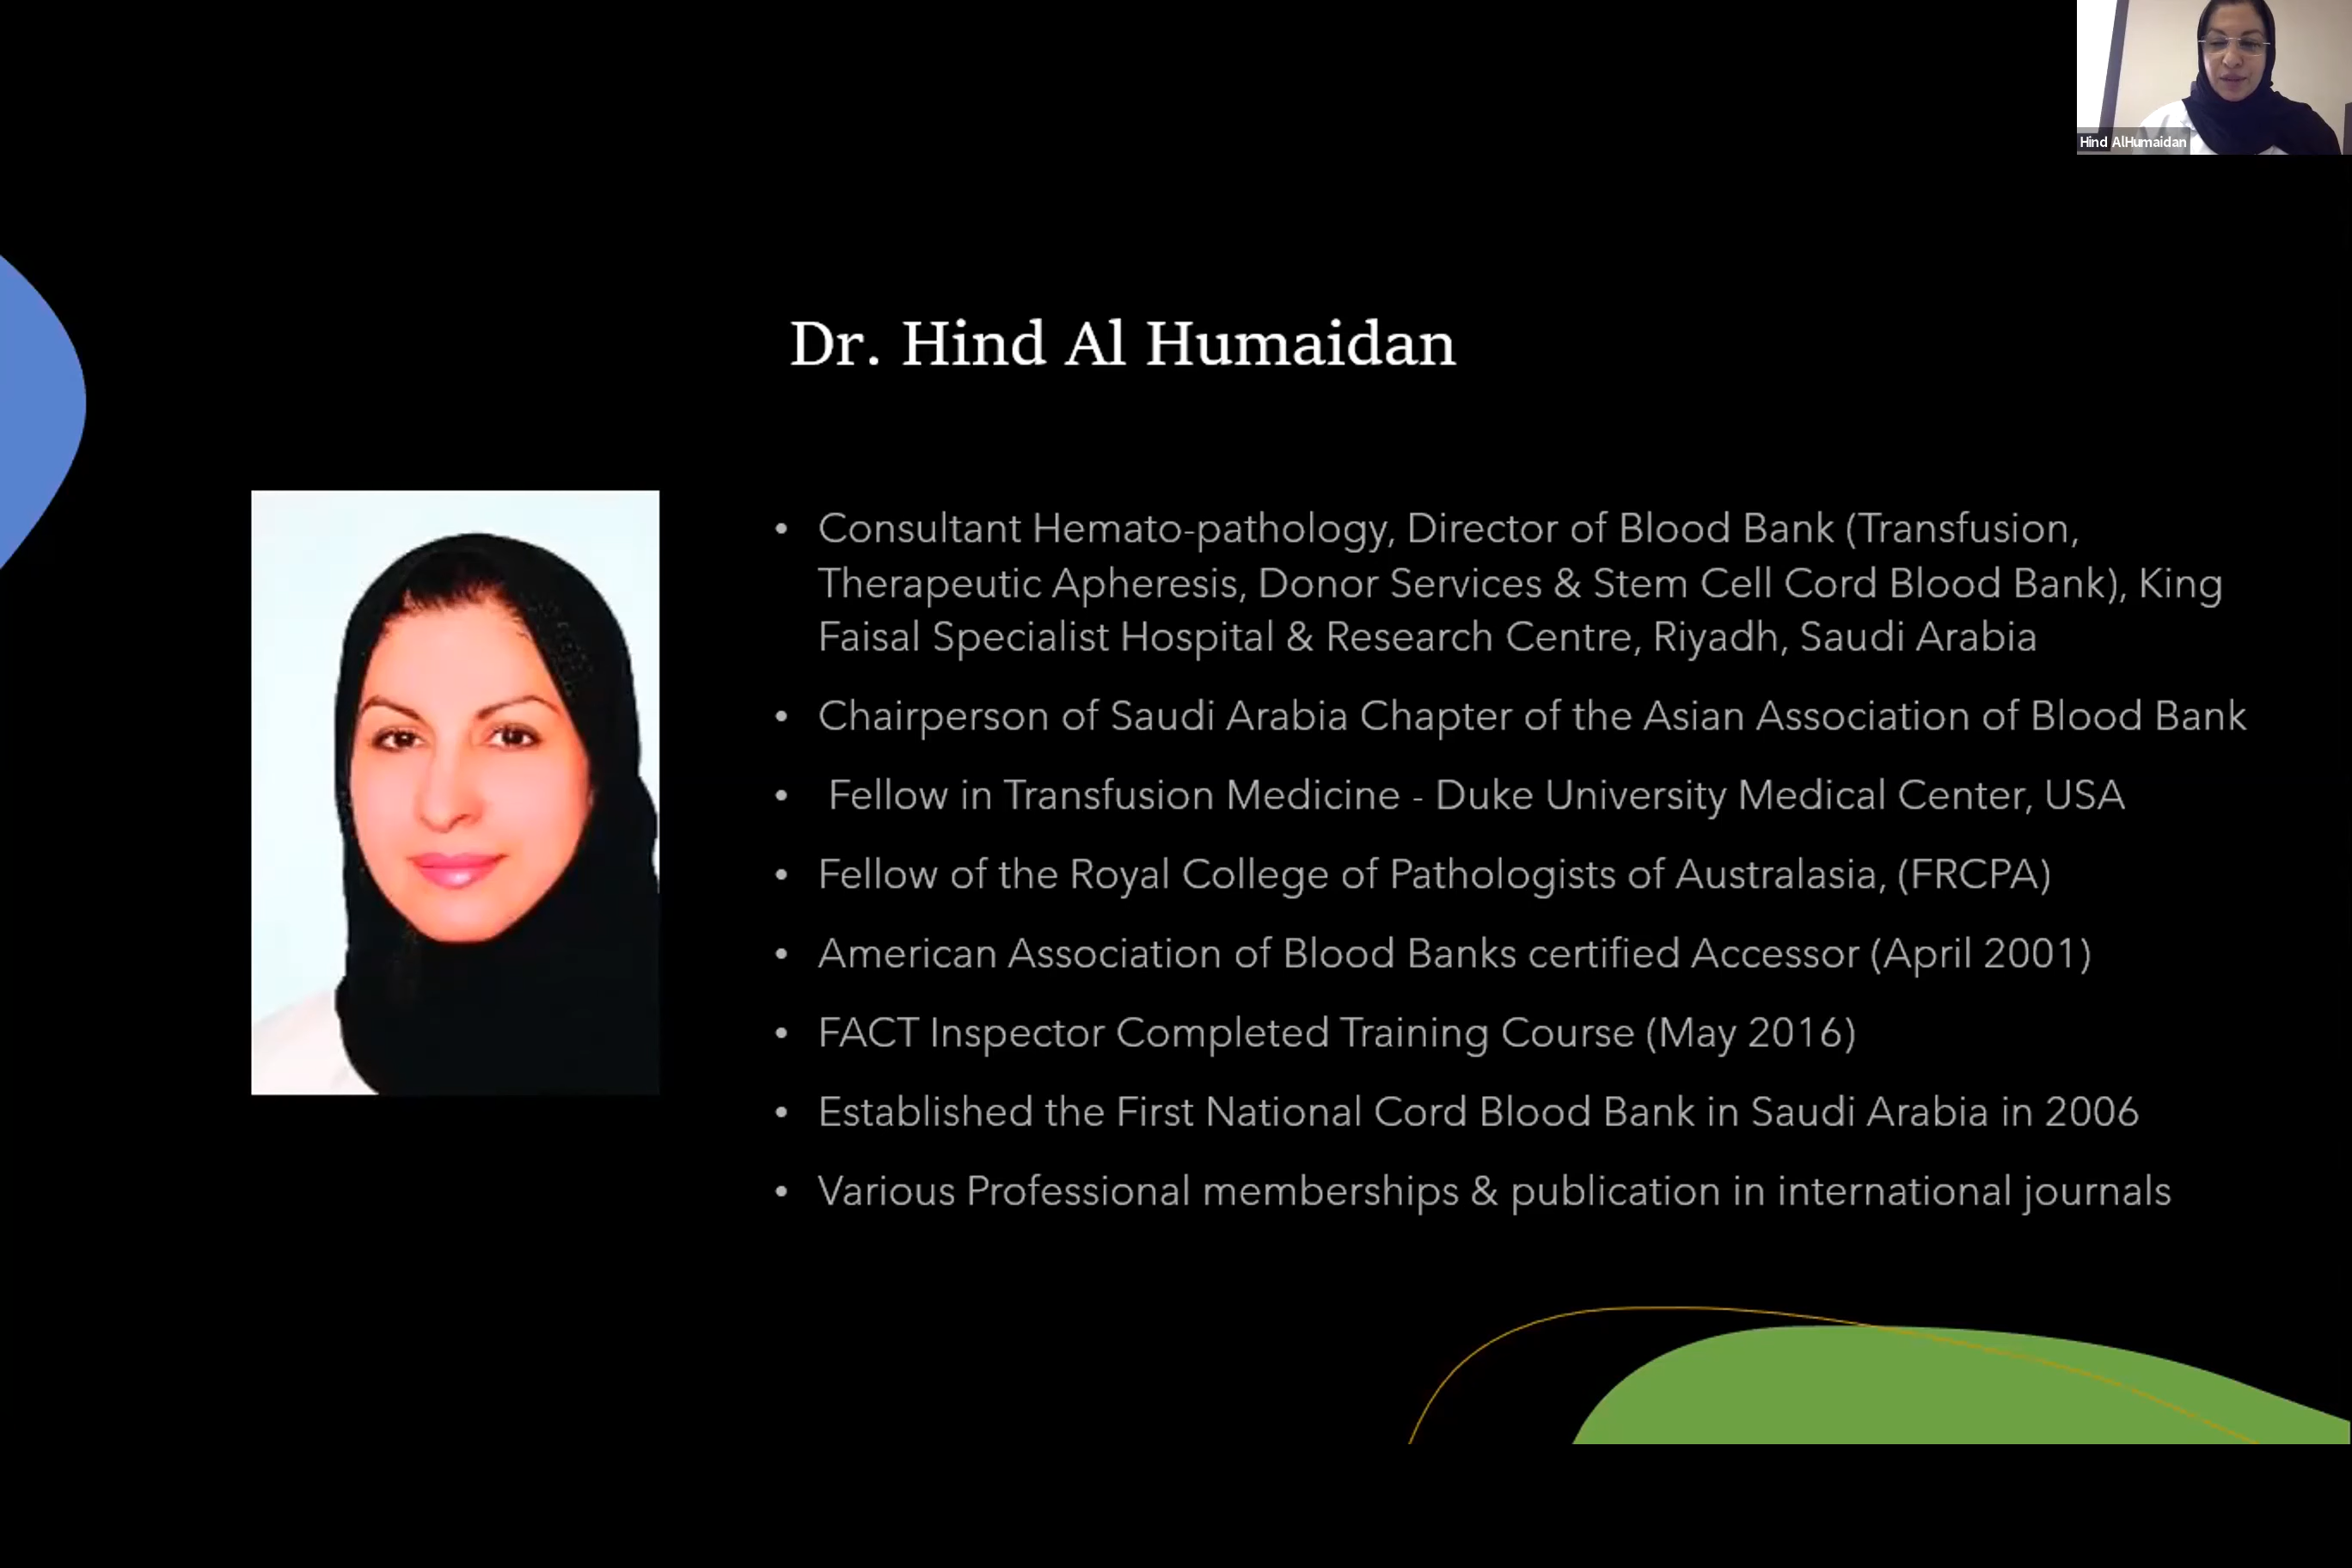 Hind AlHumaidan
Dr. Hind Al Humaidan
• Consultant Hemato-pathology, Director of Blood Bank (Transfusion,
Therapeutic Apheresis, Donor Services & Stem Cell Cord Blood Bank), King
Faisal Specialist Hospital & Research Centre, Riyadh, Saudi Arabia
• Chairperson of Saudi Arabia Chapter of the Asian Association of Blood Bank
• Fellow in Transfusion Medicine - Duke University Medical Center, USA
• Fellow of the Royal College of Pathologists of Australasia, (FRCPA)
• American Association of Blood Banks certified Accessor (April 2001)
• FACT Inspector Completed Training Course (May 2016)
• Established the First National Cord Blood Bank in Saudi Arabia in 2006
• Various Professional memberships & publication in international journals